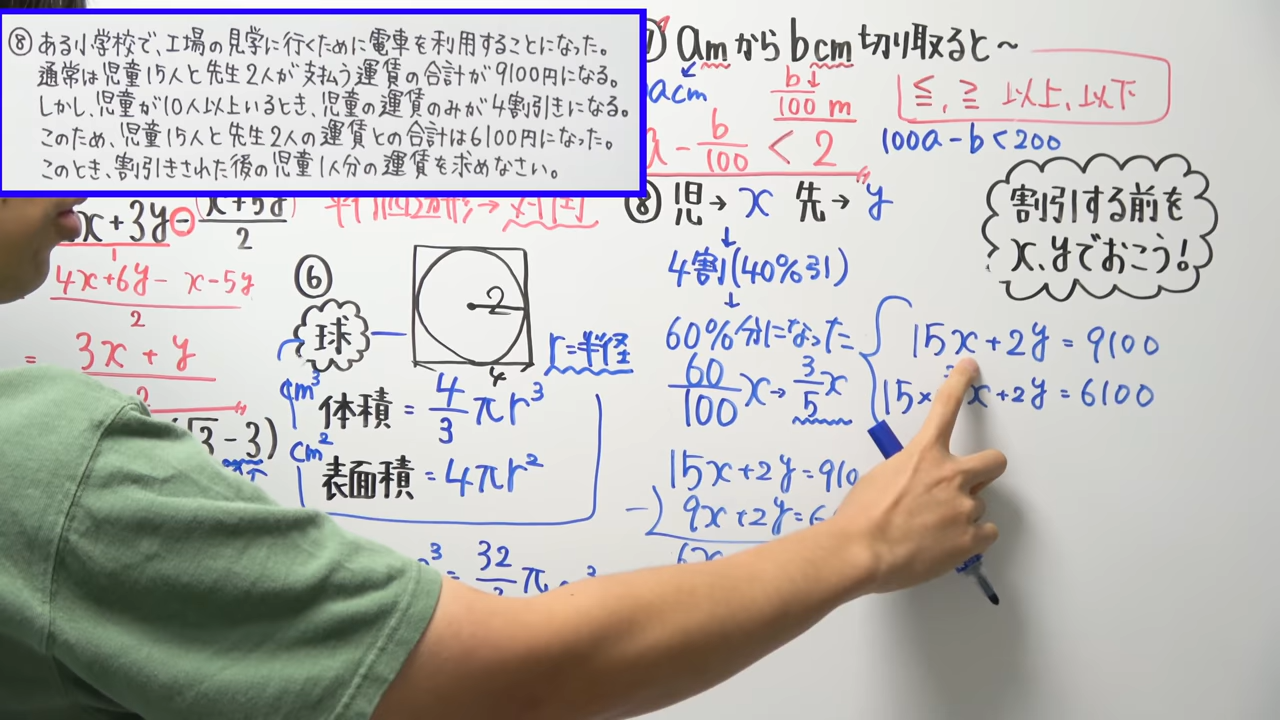 ⑧ ある小学校で、工場の見学に行くために電車を利用することになった。
通常は児童15人と先生2人が支払う運賃の合計が9100円になる。
しかし、児童が10人以上いるとき、児童の運賃のみが4割引きになる。
このため、児童15人と先生2人の運賃との合計は6100円になった。
このとき、割引きされた後の児童1人分の運賃を求めなさい。
am から bcm 切り取ると~
acm
b/100 m
≦, ≧ 以上、以下
a - b/100 < 2
100a - b < 200
⑧ 児→ x 先→ y
割引する前を
x、yでおこう!
4割(40%引)
60%分になった
60/100 x → 3/5 x
15x + 2y = 9100
15× x + 2y = 6100
15x + 2y = 910
-) 9x + 2y = 6
6x
x + 3y - (x + 5y)/2
4x + 6y - x - 5y
2
= 3x + y
√3 - 3)
⑥
球
2
4
r = 半径
cm³
体積 = 4/3 πr³
cm²
表面積 = 4πr²
32
π